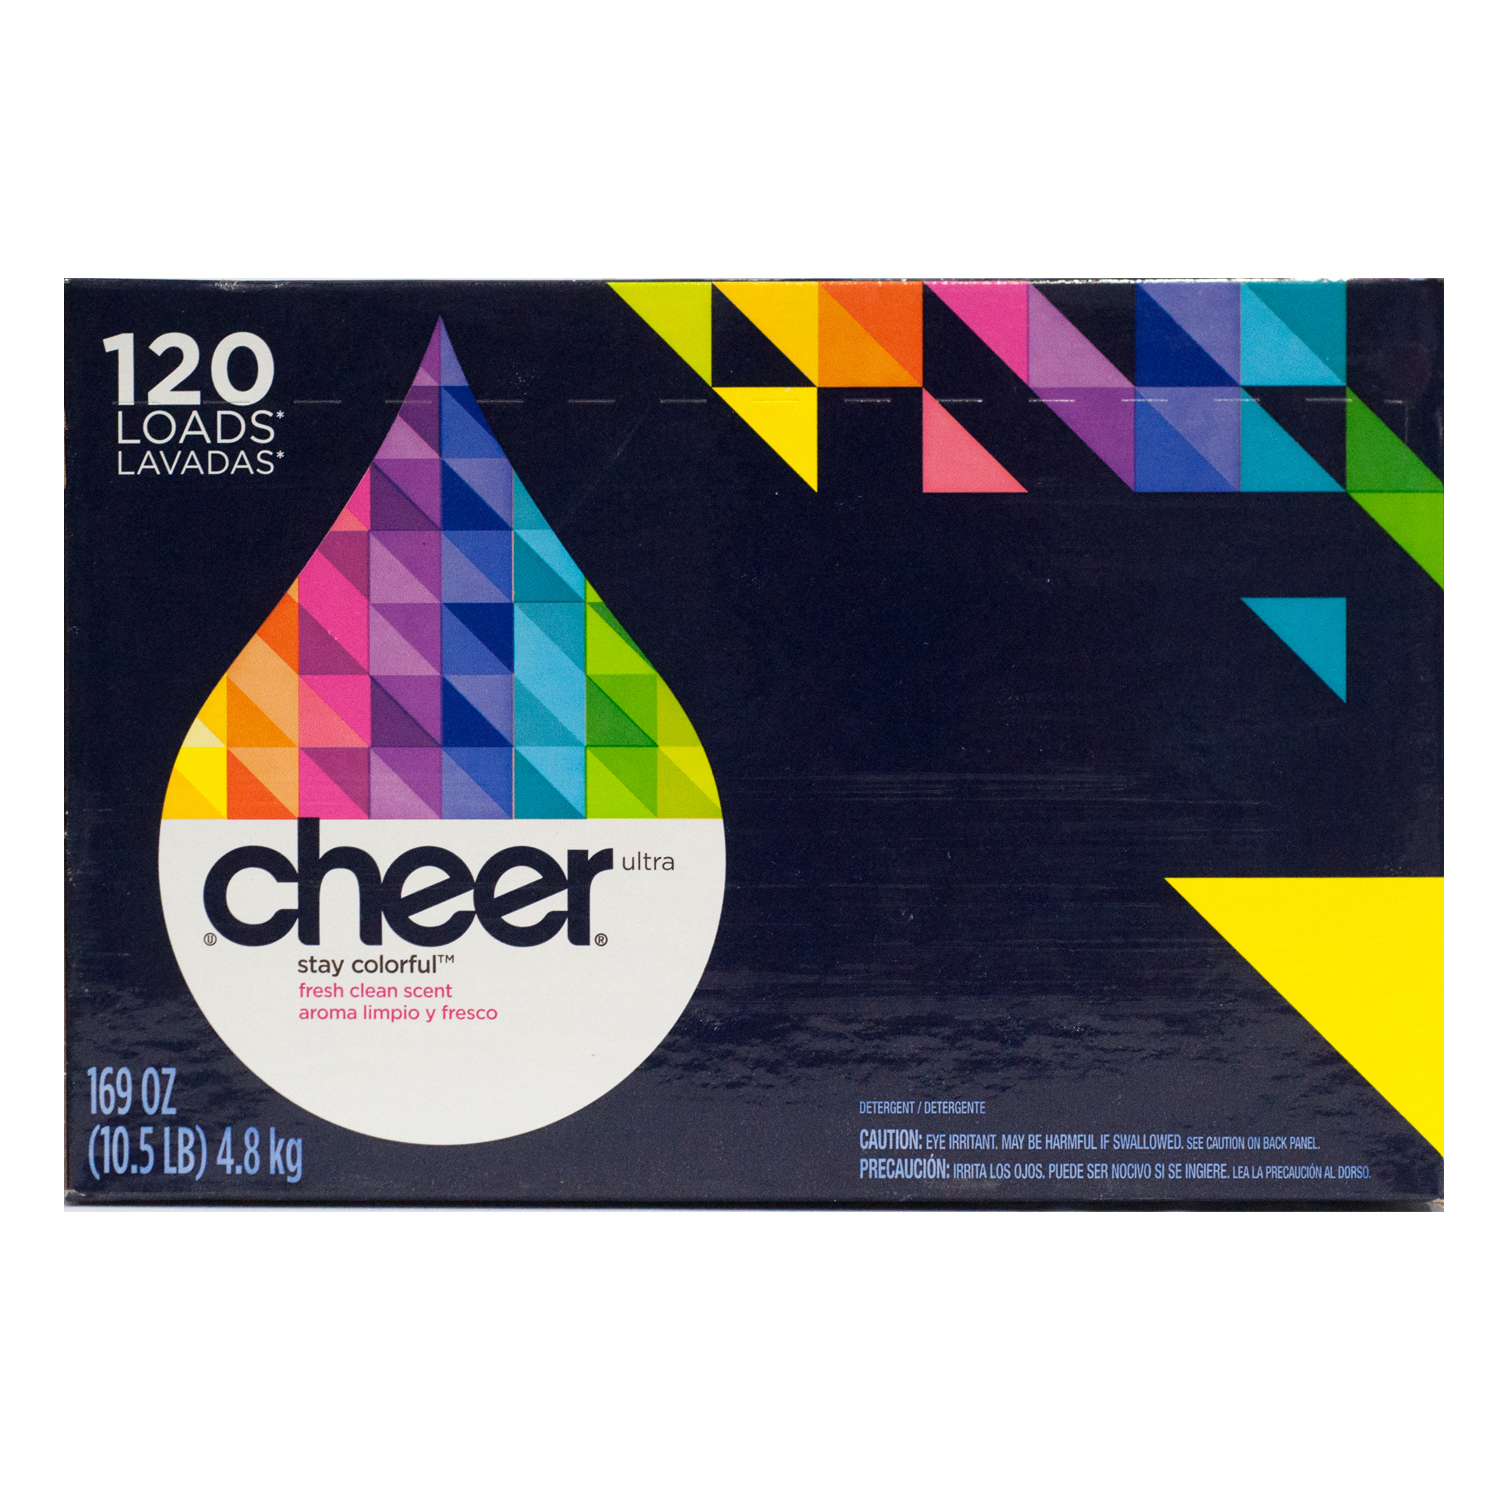 120
LOADS*
LAVADAS*
cheer® ultra
Ⓤ
stay colorful™
fresh clean scent
aroma limpio y fresco
169 OZ
(10.5 LB) 4.8 kg
DETERGENT / DETERGENTE
CAUTION: EYE IRRITANT. MAY BE HARMFUL IF SWALLOWED. SEE CAUTION ON BACK PANEL.
PRECAUCIÓN: IRRITA LOS OJOS. PUEDE SER NOCIVO SI SE INGIERE. LEA LA PRECAUCIÓN AL DORSO.